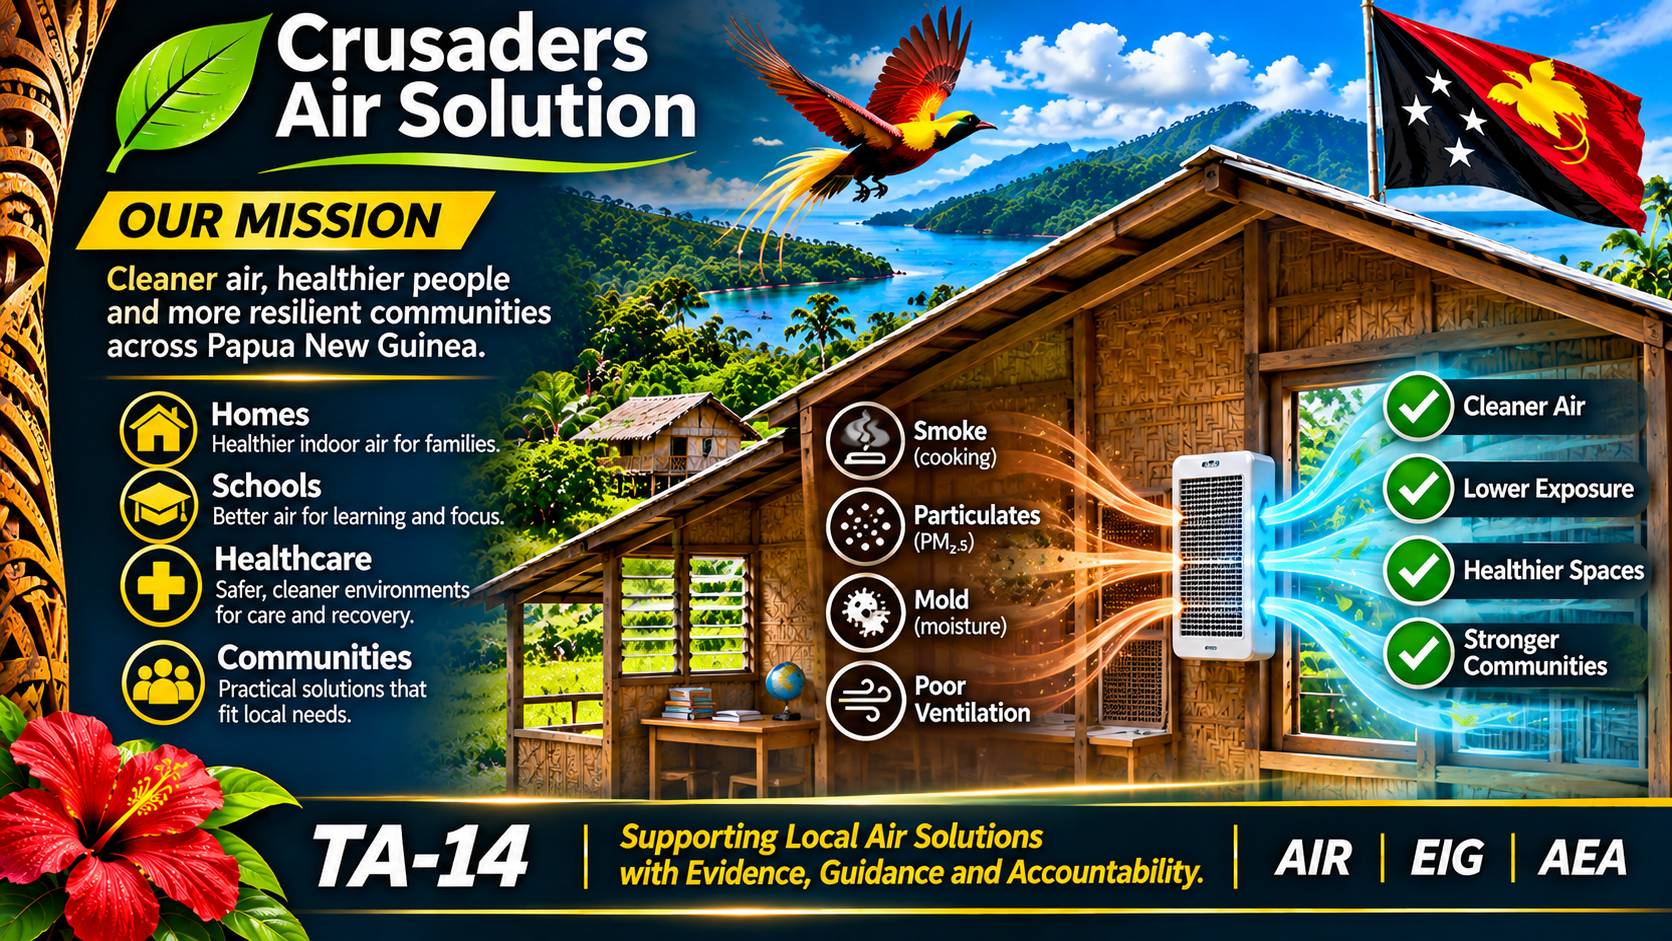 Crusaders
Air Solution
OUR MISSION
Cleaner air, healthier people
and more resilient communities
across Papua New Guinea.
Homes
Healthier indoor air for families.
Schools
Better air for learning and focus.
Healthcare
Safer, cleaner environments
for care and recovery.
Communities
Practical solutions that
fit local needs.
Smoke
(cooking)
Particulates
(PM₂.₅)
Mold
(moisture)
Poor
Ventilation
Cleaner Air
Lower Exposure
Healthier Spaces
Stronger
Communities
TA-14
Supporting Local Air Solutions
with Evidence, Guidance and Accountability.
AIR | EIG | AEA